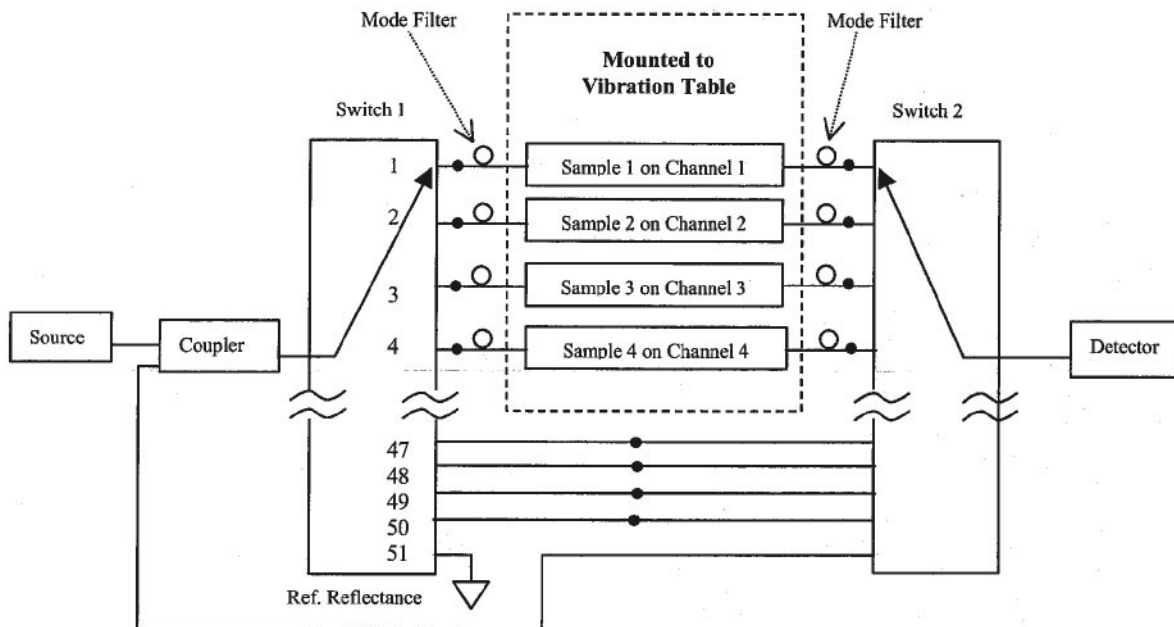 Mode Filter
Mode Filter
Mounted to
Vibration Table
Switch 1
Switch 2
1
Sample 1 on Channel 1
2
Sample 2 on Channel 2
3
Sample 3 on Channel 3
Source
Coupler
4
Sample 4 on Channel 4
Detector
47
48
49
50
51
Ref. Reflectance